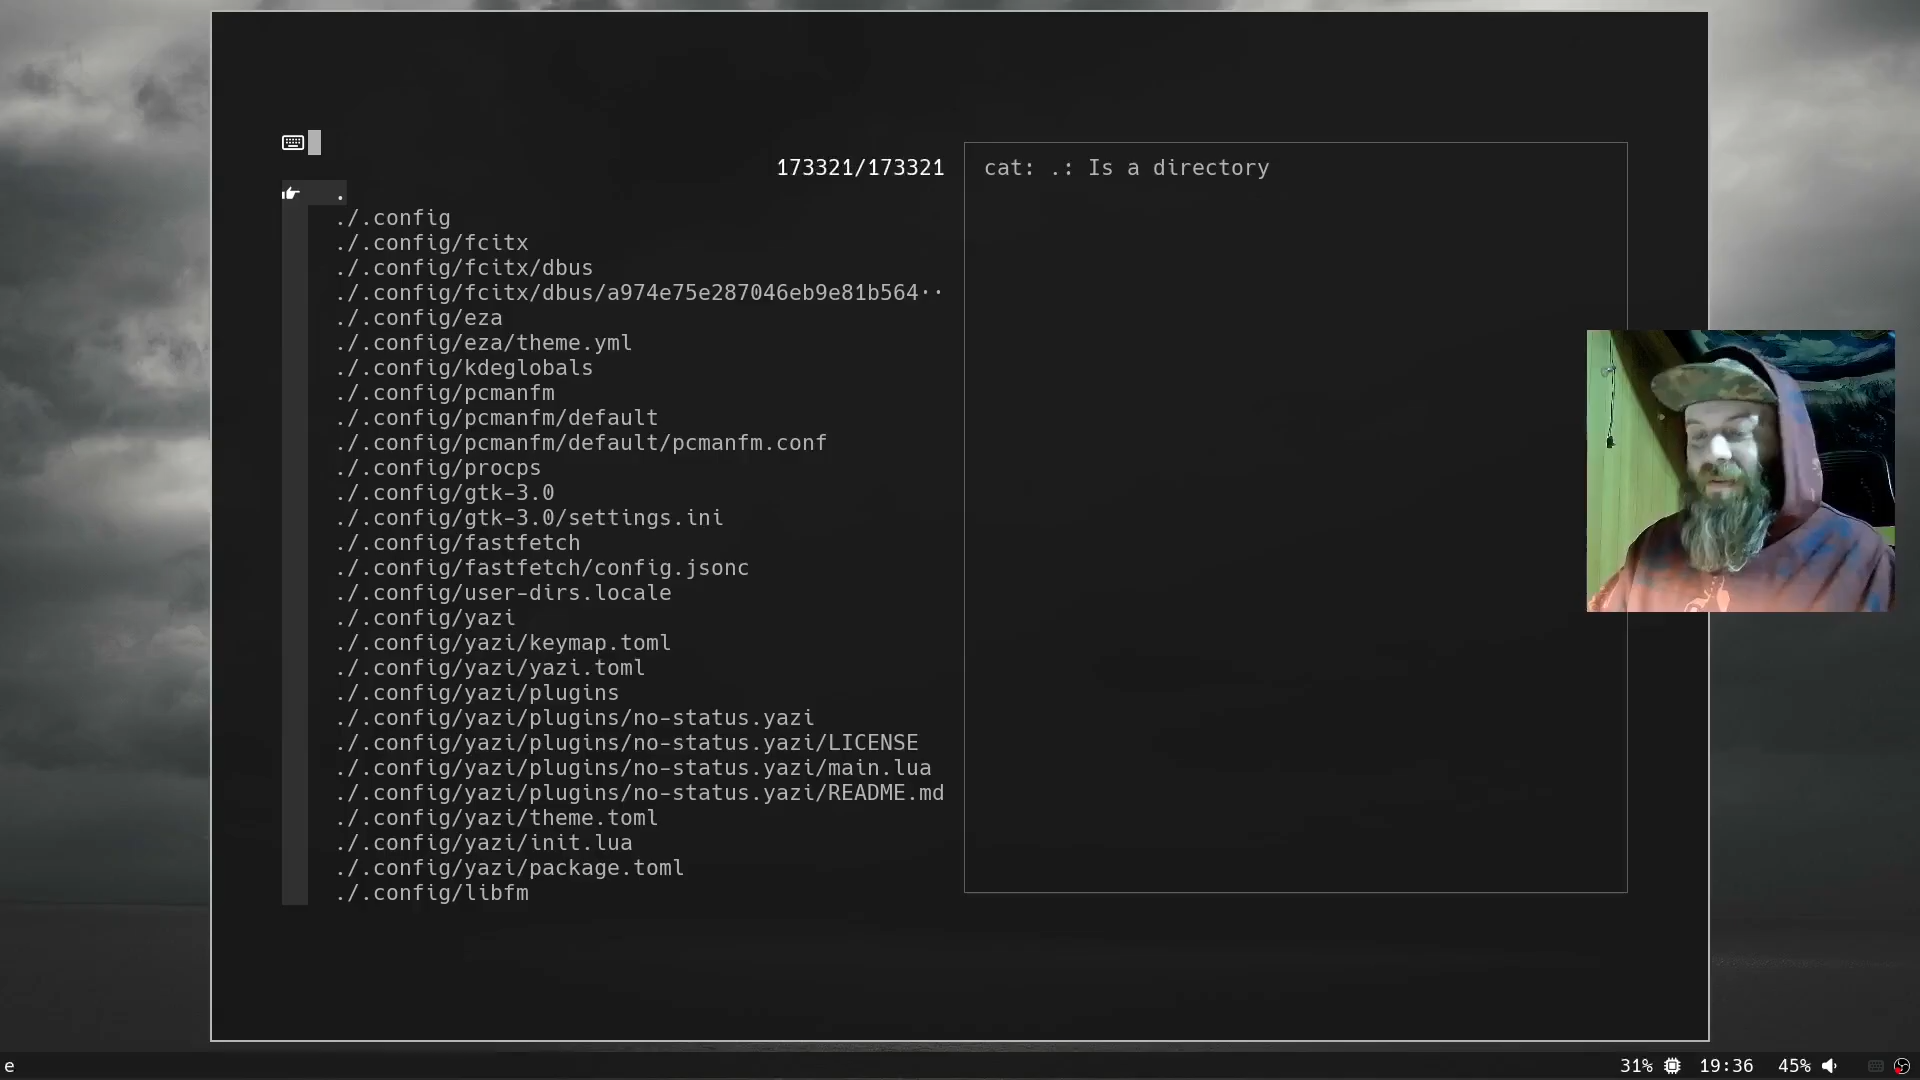 173321/173321
cat: .: Is a directory
.
./.config
./.config/fcitx
./.config/fcitx/dbus
./.config/fcitx/dbus/a974e75e287046eb9e81b564··
./.config/eza
./.config/eza/theme.yml
./.config/kdeglobals
./.config/pcmanfm
./.config/pcmanfm/default
./.config/pcmanfm/default/pcmanfm.conf
./.config/procps
./.config/gtk-3.0
./.config/gtk-3.0/settings.ini
./.config/fastfetch
./.config/fastfetch/config.jsonc
./.config/user-dirs.locale
./.config/yazi
./.config/yazi/keymap.toml
./.config/yazi/yazi.toml
./.config/yazi/plugins
./.config/yazi/plugins/no-status.yazi
./.config/yazi/plugins/no-status.yazi/LICENSE
./.config/yazi/plugins/no-status.yazi/main.lua
./.config/yazi/plugins/no-status.yazi/README.md
./.config/yazi/theme.toml
./.config/yazi/init.lua
./.config/yazi/package.toml
./.config/libfm
e
31% 19:36 45%